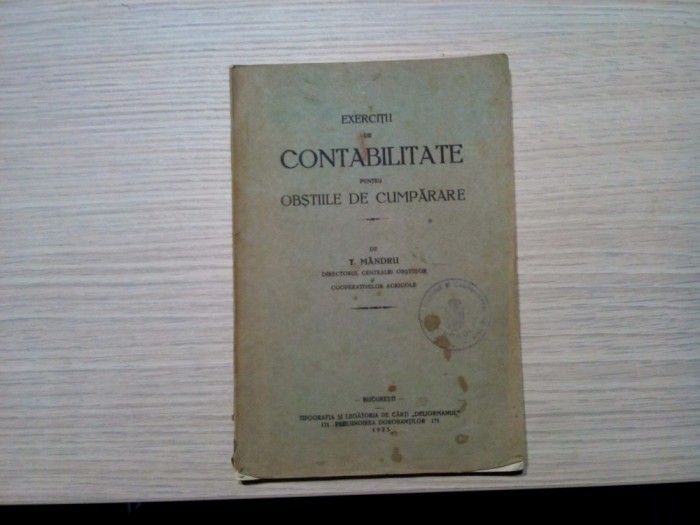 EXERCIȚII
DE
CONTABILITATE
PENTRU
OBȘTIILE DE CUMPĂRARE
DE
T. MÂNDRU
DIRECTORUL CENTRALEI OBȘTIILOR
ȘI
COOPERATIVELOR AGRICOLE
– BUCUREȘTI –
TIPOGRAFIA ȘI LEGĂTORIA DE CĂRȚI „DELIORMANUL”
PRELUNGIREA DOROBANȚILOR 171